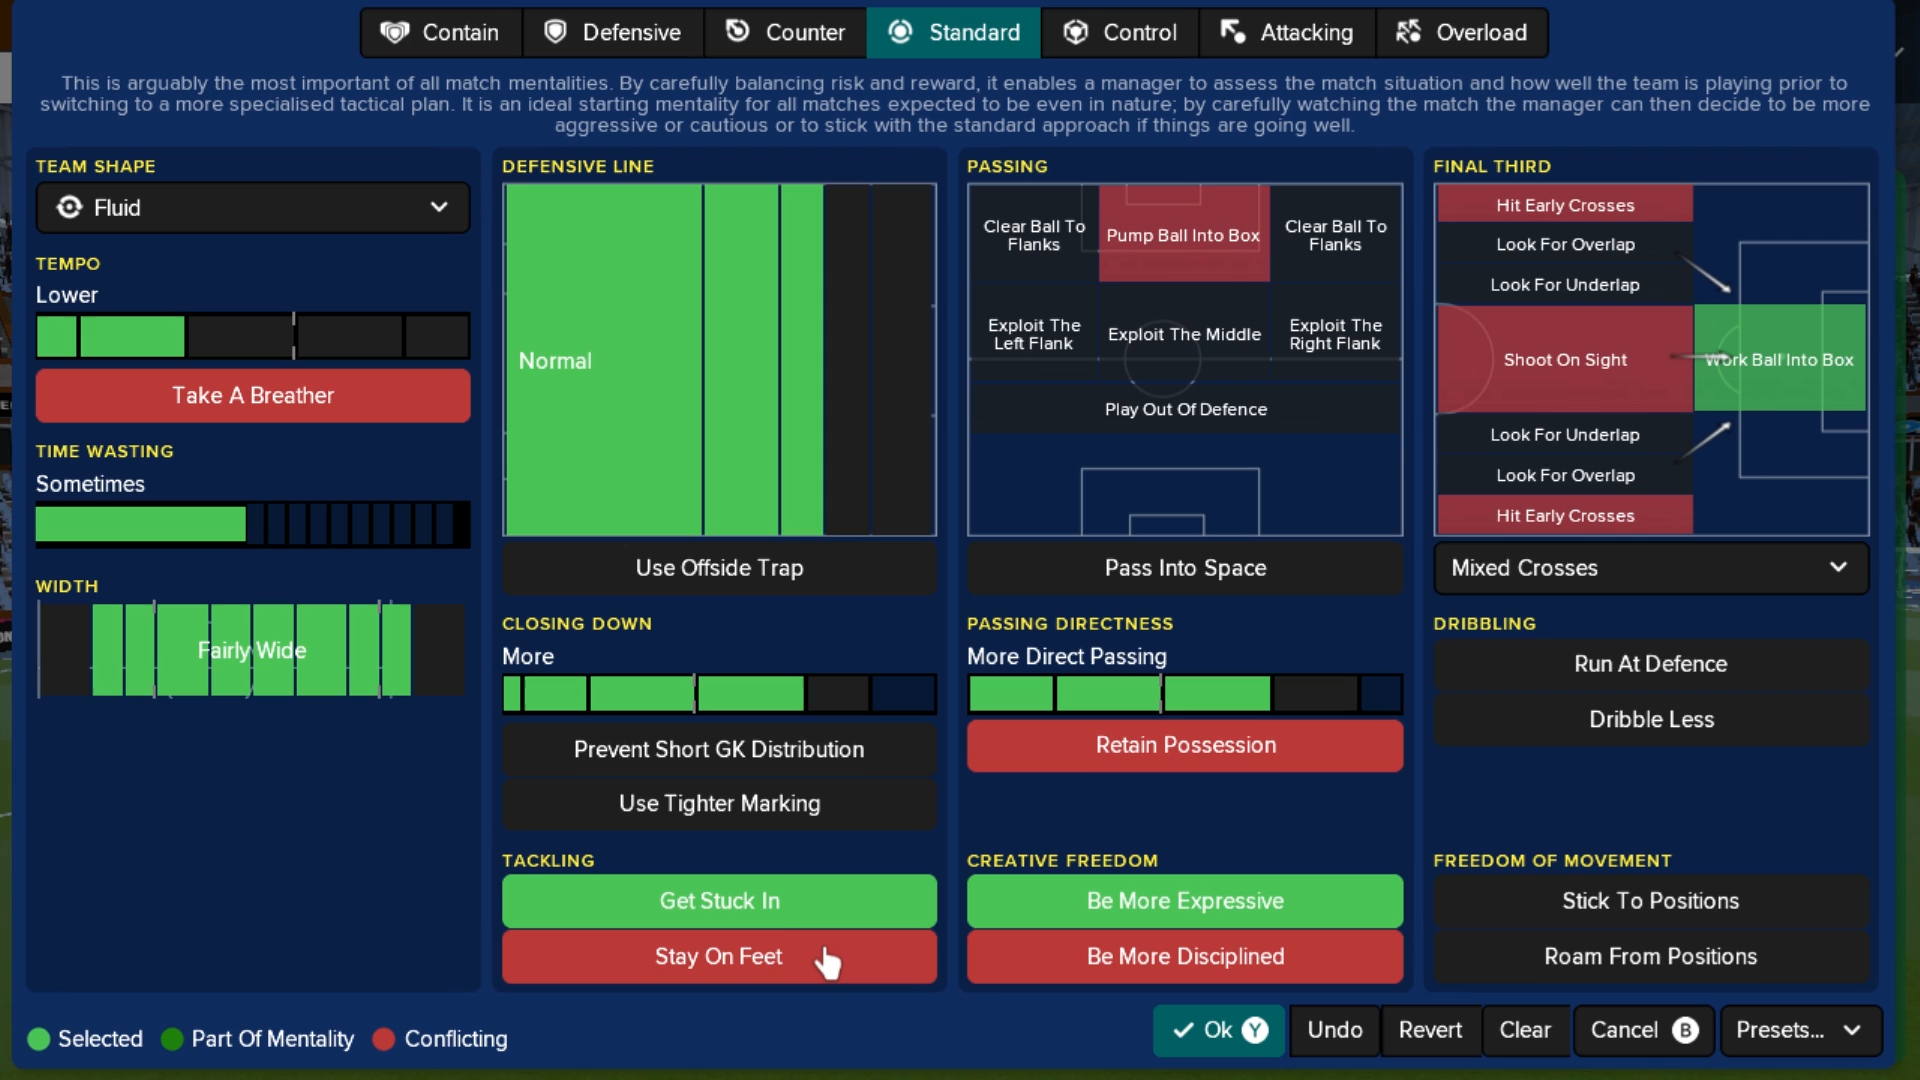 Contain
Defensive
Counter
Standard
Control
Attacking
Overload
This is arguably the most important of all match mentalities. By carefully balancing risk and reward, it enables a manager to assess the match situation and how well the team is playing prior to
switching to a more specialised tactical plan. It is an ideal starting mentality for all matches expected to be even in nature; by carefully watching the match the manager can then decide to be more
aggressive or cautious or to stick with the standard approach if things are going well.
TEAM SHAPE
Fluid
TEMPO
Lower
Take A Breather
TIME WASTING
Sometimes
WIDTH
Fairly Wide
DEFENSIVE LINE
Normal
Use Offside Trap
CLOSING DOWN
More
Prevent Short GK Distribution
Use Tighter Marking
TACKLING
Get Stuck In
Stay On Feet
PASSING
Clear Ball To
Flanks
Pump Ball Into Box
Clear Ball To
Flanks
Exploit The
Left Flank
Exploit The Middle
Exploit The
Right Flank
Play Out Of Defence
Pass Into Space
PASSING DIRECTNESS
More Direct Passing
Retain Possession
CREATIVE FREEDOM
Be More Expressive
Be More Disciplined
FINAL THIRD
Hit Early Crosses
Look For Overlap
Look For Underlap
Shoot On Sight
Work Ball Into Box
Look For Underlap
Look For Overlap
Hit Early Crosses
Mixed Crosses
DRIBBLING
Run At Defence
Dribble Less
FREEDOM OF MOVEMENT
Stick To Positions
Roam From Positions
Selected
Part Of Mentality
Conflicting
Ok Y
Undo
Revert
Clear
Cancel B
Presets...